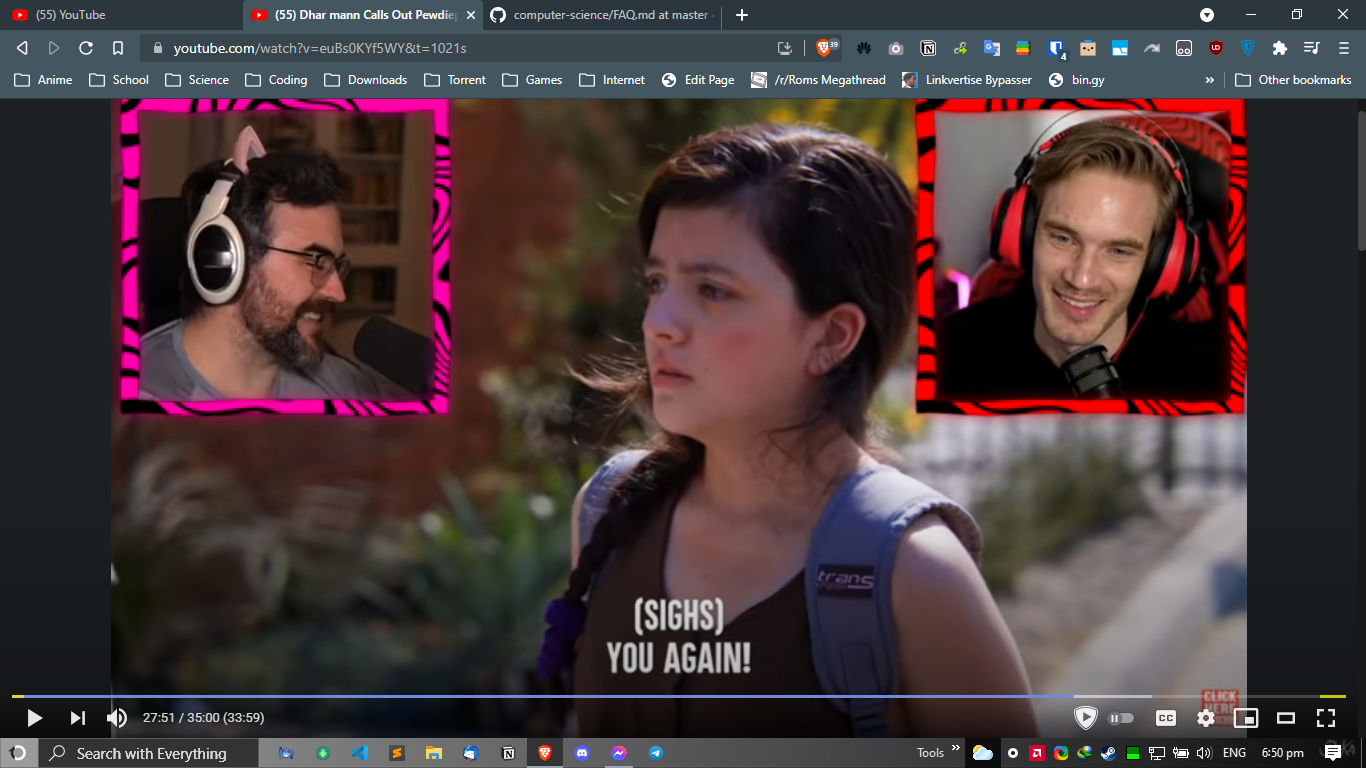 (55) YouTube
(55) Dhar mann Calls Out Pewdiep
computer-science/FAQ.md at master
youtube.com/watch?v=euBs0KYf5WY&t=1021s
39
4
Anime
School
Science
Coding
Downloads
Torrent
Games
Internet
Edit Page
/r/Roms Megathread
Linkvertise Bypasser
bin.gy
»
Other bookmarks
trans
(SIGHS)
YOU AGAIN!
CLICK
HERE
27:51 / 35:00 (33:59)
CC
Search with Everything
Tools
»
ENG
6:50 pm